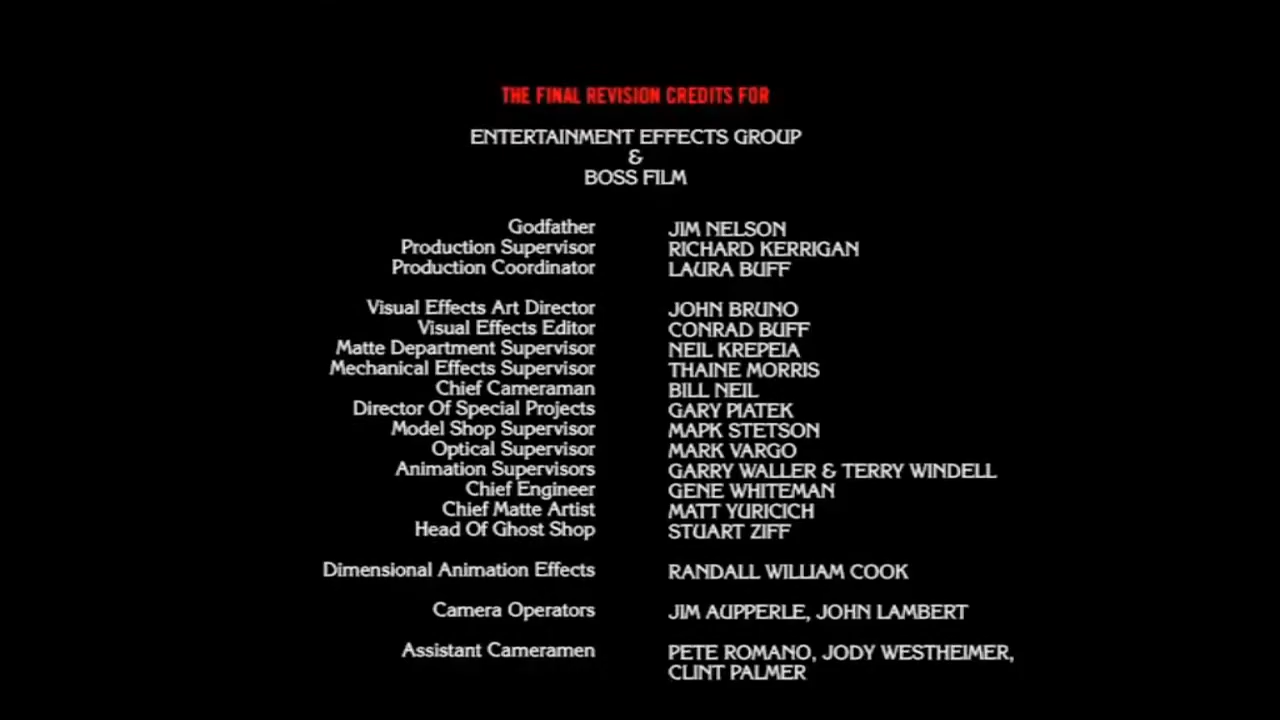 THE FINAL REVISION CREDITS FOR
ENTERTAINMENT EFFECTS GROUP
&
BOSS FILM
Godfather JIM NELSON
Production Supervisor RICHARD KERRIGAN
Production Coordinator LAURA BUFF
Visual Effects Art Director JOHN BRUNO
Visual Effects Editor CONRAD BUFF
Matte Department Supervisor NEIL KREPEIA
Mechanical Effects Supervisor THAINE MORRIS
Chief Cameraman BILL NEIL
Director Of Special Projects GARY PIATEK
Model Shop Supervisor MAPK STETSON
Optical Supervisor MARK VARGO
Animation Supervisors GARRY WALLER & TERRY WINDELL
Chief Engineer GENE WHITEMAN
Chief Matte Artist MATT YURICICH
Head Of Ghost Shop STUART ZIFF
Dimensional Animation Effects RANDALL WILLIAM COOK
Camera Operators JIM AUPPERLE, JOHN LAMBERT
Assistant Cameramen PETE ROMANO, JODY WESTHEIMER,
CLINT PALMER